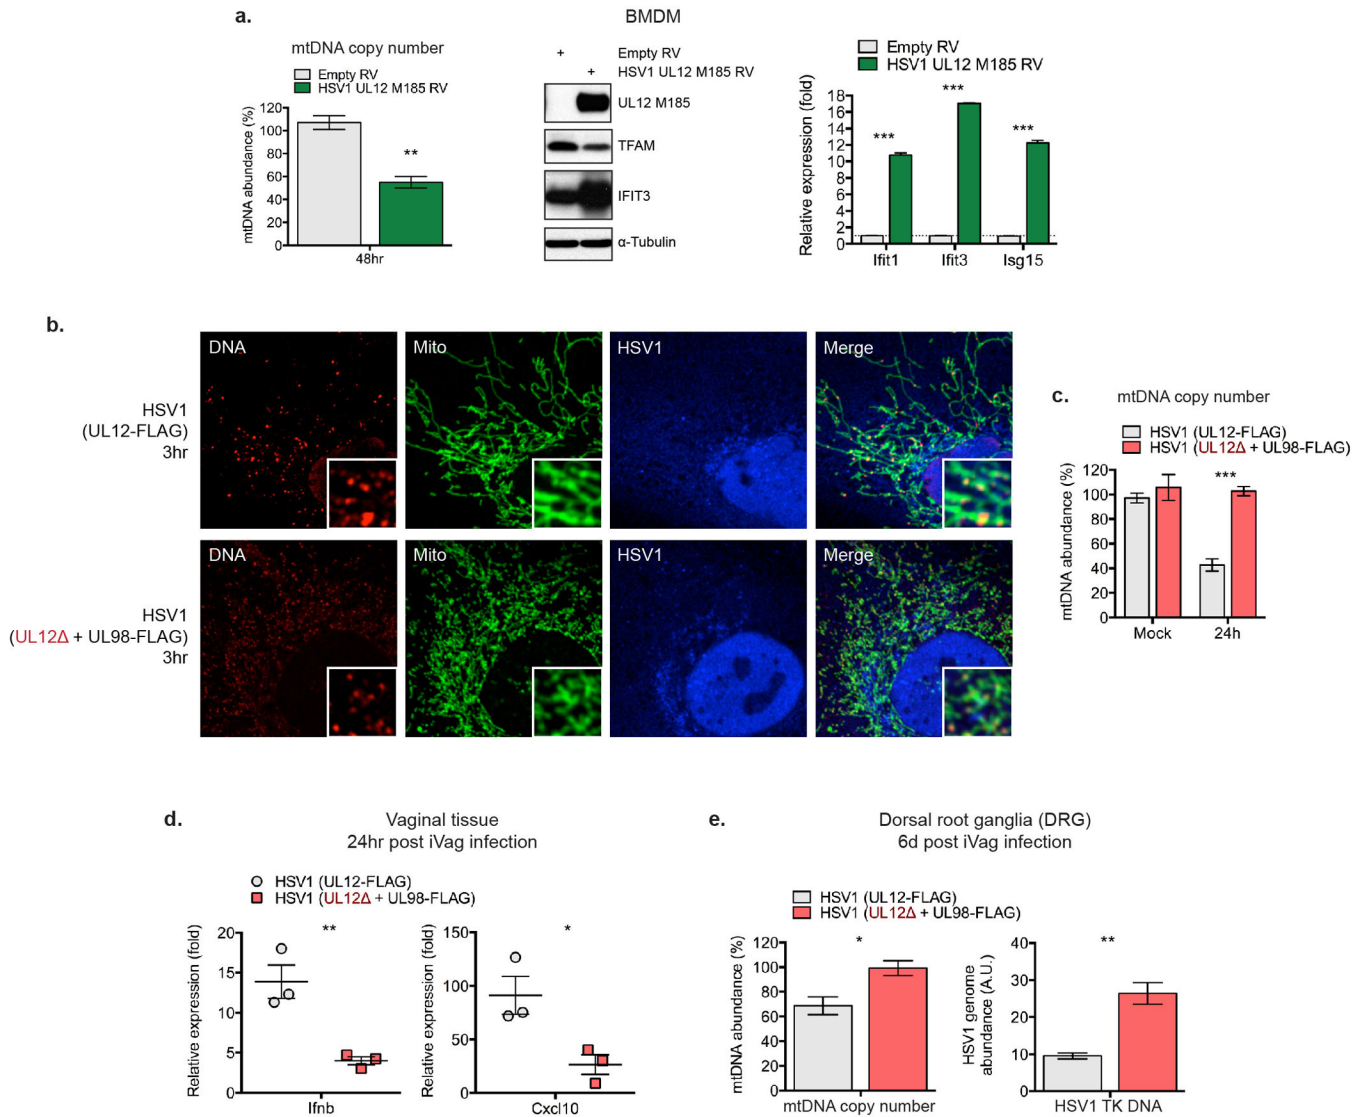 a.
BMDM
mtDNA copy number
Empty RV
HSV1 UL12 M185 RV
mtDNA abundance (%)
120
100
80
60
40
20
0
**
48hr
+ Empty RV
+ HSV1 UL12 M185 RV
UL12 M185
TFAM
IFIT3
α-Tubulin
Empty RV
HSV1 UL12 M185 RV
Relative expression (fold)
18
16
14
12
10
8
6
4
2
0
***
***
***
Ifit1 Ifit3 Isg15
b.
HSV1
(UL12-FLAG)
3hr
DNA
Mito
HSV1
Merge
HSV1
(UL12Δ + UL98-FLAG)
3hr
DNA
Mito
HSV1
Merge
c.
mtDNA copy number
HSV1 (UL12-FLAG)
HSV1 (UL12Δ + UL98-FLAG)
mtDNA abundance (%)
120
100
80
60
40
20
0
***
Mock 24h
d.
Vaginal tissue
24hr post iVag infection
HSV1 (UL12-FLAG)
HSV1 (UL12Δ + UL98-FLAG)
Relative expression (fold)
20
15
10
5
0
**
Ifnb
Relative expression (fold)
150
100
50
0
*
Cxcl10
e.
Dorsal root ganglia (DRG)
6d post iVag infection
HSV1 (UL12-FLAG)
HSV1 (UL12Δ + UL98-FLAG)
mtDNA abundance (%)
120
100
80
60
40
20
0
*
mtDNA copy number
HSV1 genome
abundance (A.U.)
40
30
20
10
0
**
HSV1 TK DNA